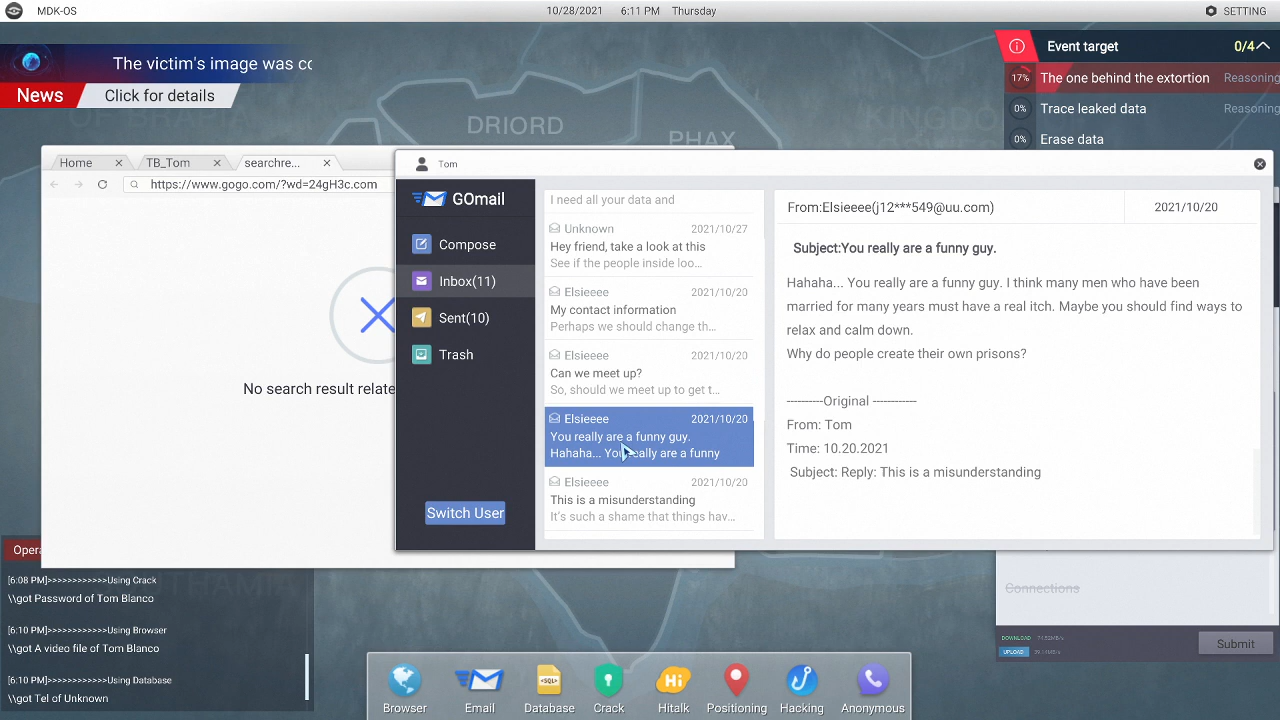 MDK-OS
10/28/2021 6:11 PM Thursday
SETTING
The victim's image was cc
News
Click for details
Event target
0/4
17%
The one behind the extortion
Reasoning
0%
Trace leaked data
Reasoning
0%
Erase data
DRIORD
PHAX
Home
TB_Tom
searchre...
https://www.gogo.com/?wd=24gH3c.com
No search result relate
Tom
GOmail
Compose
Inbox(11)
Sent(10)
Trash
Switch User
I need all your data and
Unknown 2021/10/27
Hey friend, take a look at this
See if the people inside loo...
Elsieeee 2021/10/20
My contact information
Perhaps we should change th...
Elsieeee 2021/10/20
Can we meet up?
So, should we meet up to get t...
Elsieeee 2021/10/20
You really are a funny guy.
Hahaha... You really are a funny
Elsieeee 2021/10/20
This is a misunderstanding
It's such a shame that things hav...
From:Elsieeee(j12***549@uu.com)
2021/10/20
Subject:You really are a funny guy.
Hahaha... You really are a funny guy. I think many men who have been
married for many years must have a real itch. Maybe you should find ways to
relax and calm down.
Why do people create their own prisons?
----------Original ------------
From: Tom
Time: 10.20.2021
Subject: Reply: This is a misunderstanding
Opera
[6:08 PM]>>>>>>>>>>>>Using Crack
\\got Password of Tom Blanco
[6:10 PM]>>>>>>>>>>>>Using Browser
\\got A video file of Tom Blanco
[6:10 PM]>>>>>>>>>>>>Using Database
\\got Tel of Unknown
Connections
DOWNLOAD
UPLOAD
Submit
Browser
Email
<SQL>
Database
Crack
Hi
Hitalk
Positioning
Hacking
Anonymous